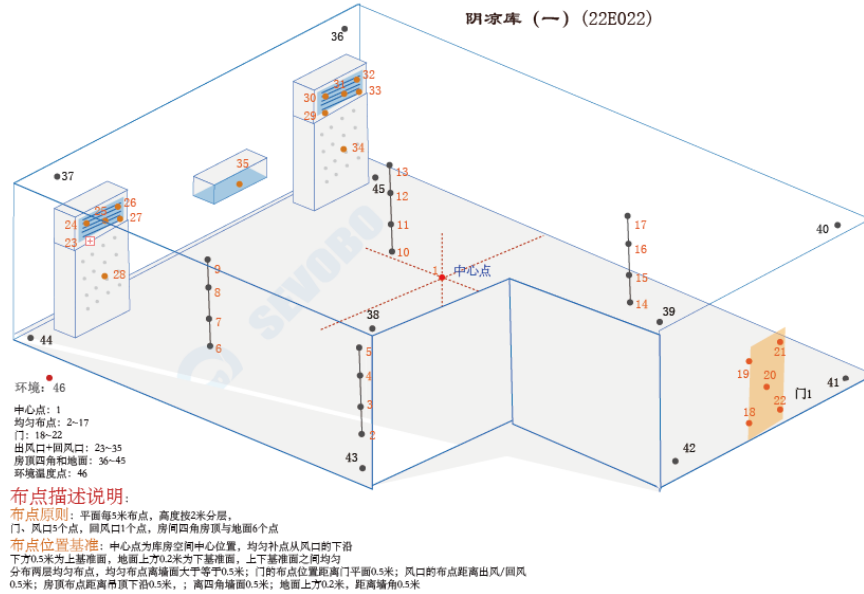 阴凉库 (一) (22E022)
36
32
31
30
33
29
34
13
35
45
37
12
17
40
26
25
24
27
11
16
23
10
1
中心点
9
28
15
8
14
38
39
7
44
5
21
6
19
4
20
环境：46
门1
41
3
中心点：1
22
均匀布点：2~17
18
门：18~22
2
出风口+回风口：23~35
42
房顶四角和地面：36~45
43
环境温度点：46
SEVOBO
布点描述说明：
布点原则：平面每5米布点，高度按2米分层，
门、风口5个点，回风口1个点，房间四角房顶与地面6个点
布点位置基准：中心点为库房空间中心位置，均匀补点从风口的下沿
下方0.5米为上基准面，地面上方0.2米为下基准面，上下基准面之间均匀
分布两层均匀布点，均匀布点离墙面大于等于0.5米；门的布点位置距离门平面0.5米；风口的布点距离出风/回风
0.5米；房顶布点距离吊顶下沿0.5米，；离四角墙面0.5米；地面上方0.2米，距离墙角0.5米